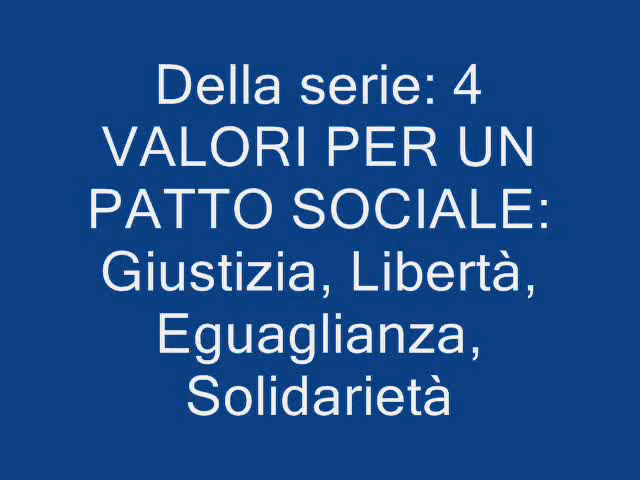 Della serie: 4
VALORI PER UN
PATTO SOCIALE:
Giustizia, Libertà,
Eguaglianza,
Solidarietà